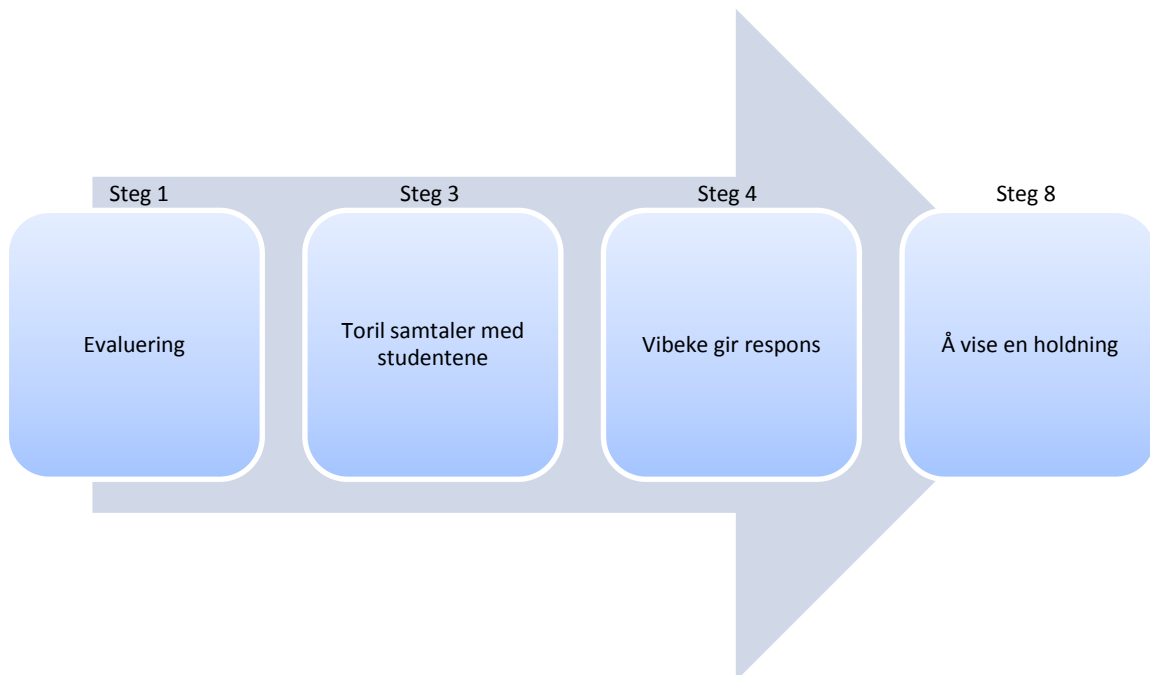 Steg 1
Steg 3
Steg 4
Steg 8
Evaluering
Toril samtaler med
studentene
Vibeke gir respons
Å vise en holdning